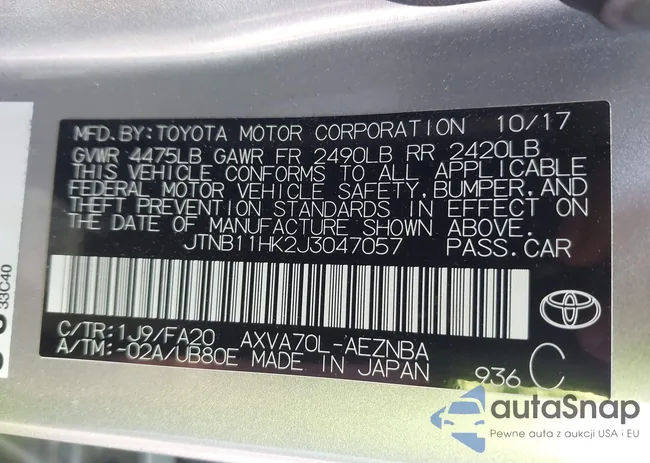 MFD.BY:TOYOTA MOTOR CORPORATION 10/17
GVWR 4475LB GAWR FR 2490LB RR 2420LB
THIS VEHICLE CONFORMS TO ALL APPLICABLE
FEDERAL MOTOR VEHICLE SAFETY, BUMPER, AND
THEFT PREVENTION STANDARDS IN EFFECT ON
THE DATE OF MANUFACTURE SHOWN ABOVE.
JTNB11HK2J3047057 PASS.CAR
C/TR:1J9/FA20 AXVA70L-AEZNBA
A/TM:-02A/UB80E MADE IN JAPAN 936 C
33C40
autaSnap
Pewne auta z aukcji USA i EU